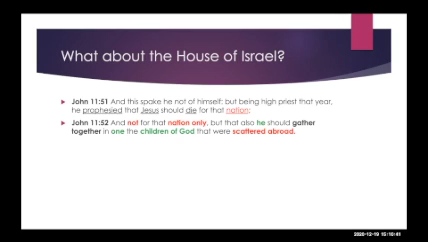 What about the House of Israel?
John 11:51 And this spake he not of himself: but being high priest that year,
he prophesied that Jesus should die for that nation;
John 11:52 And not for that nation only, but that also he should gather
together in one the children of God that were scattered abroad.
2020-12-19 15:10:41